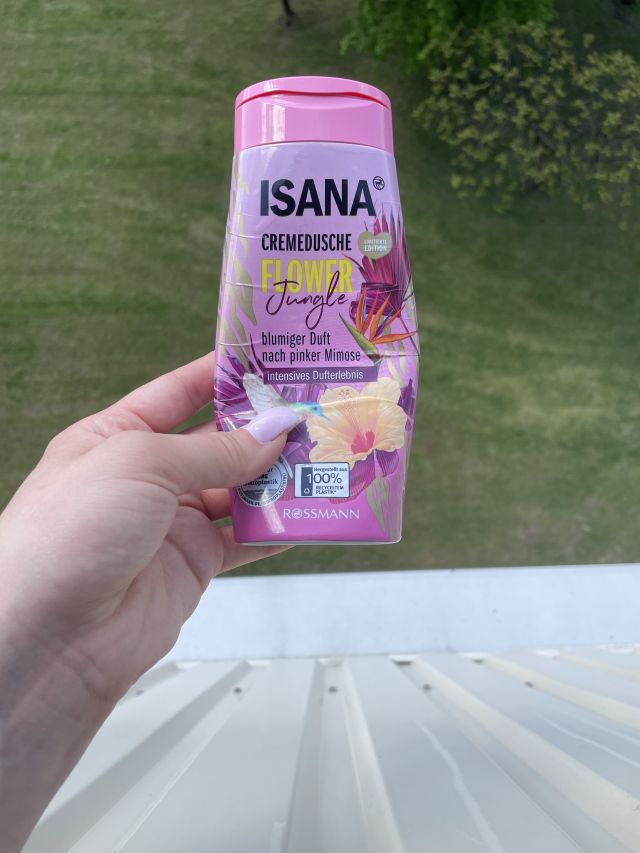 ISANA
CREMEDUSCHE
LIMITIERTE
EDITION
FLOWER
Jungle
blumiger Duft
nach pinker Mimose
intensives Dufterlebnis
Hergestellt aus
100%
RECYCELTEM
PLASTIK*
ROSSMANN